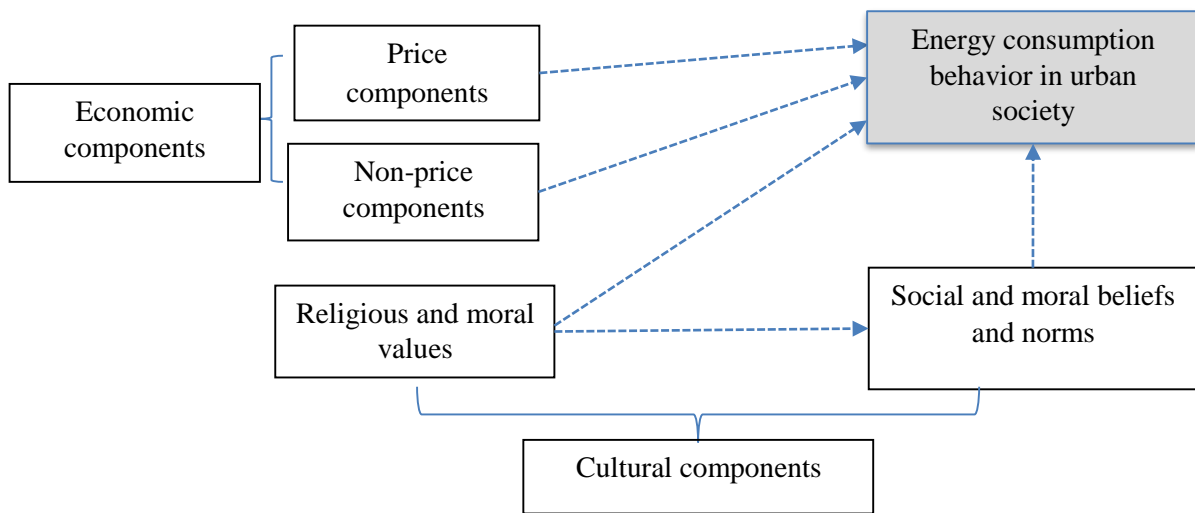 Price
components
Energy consumption
behavior in urban
society
Economic
components
Non-price
components
Religious and moral
values
Social and moral beliefs
and norms
Cultural components